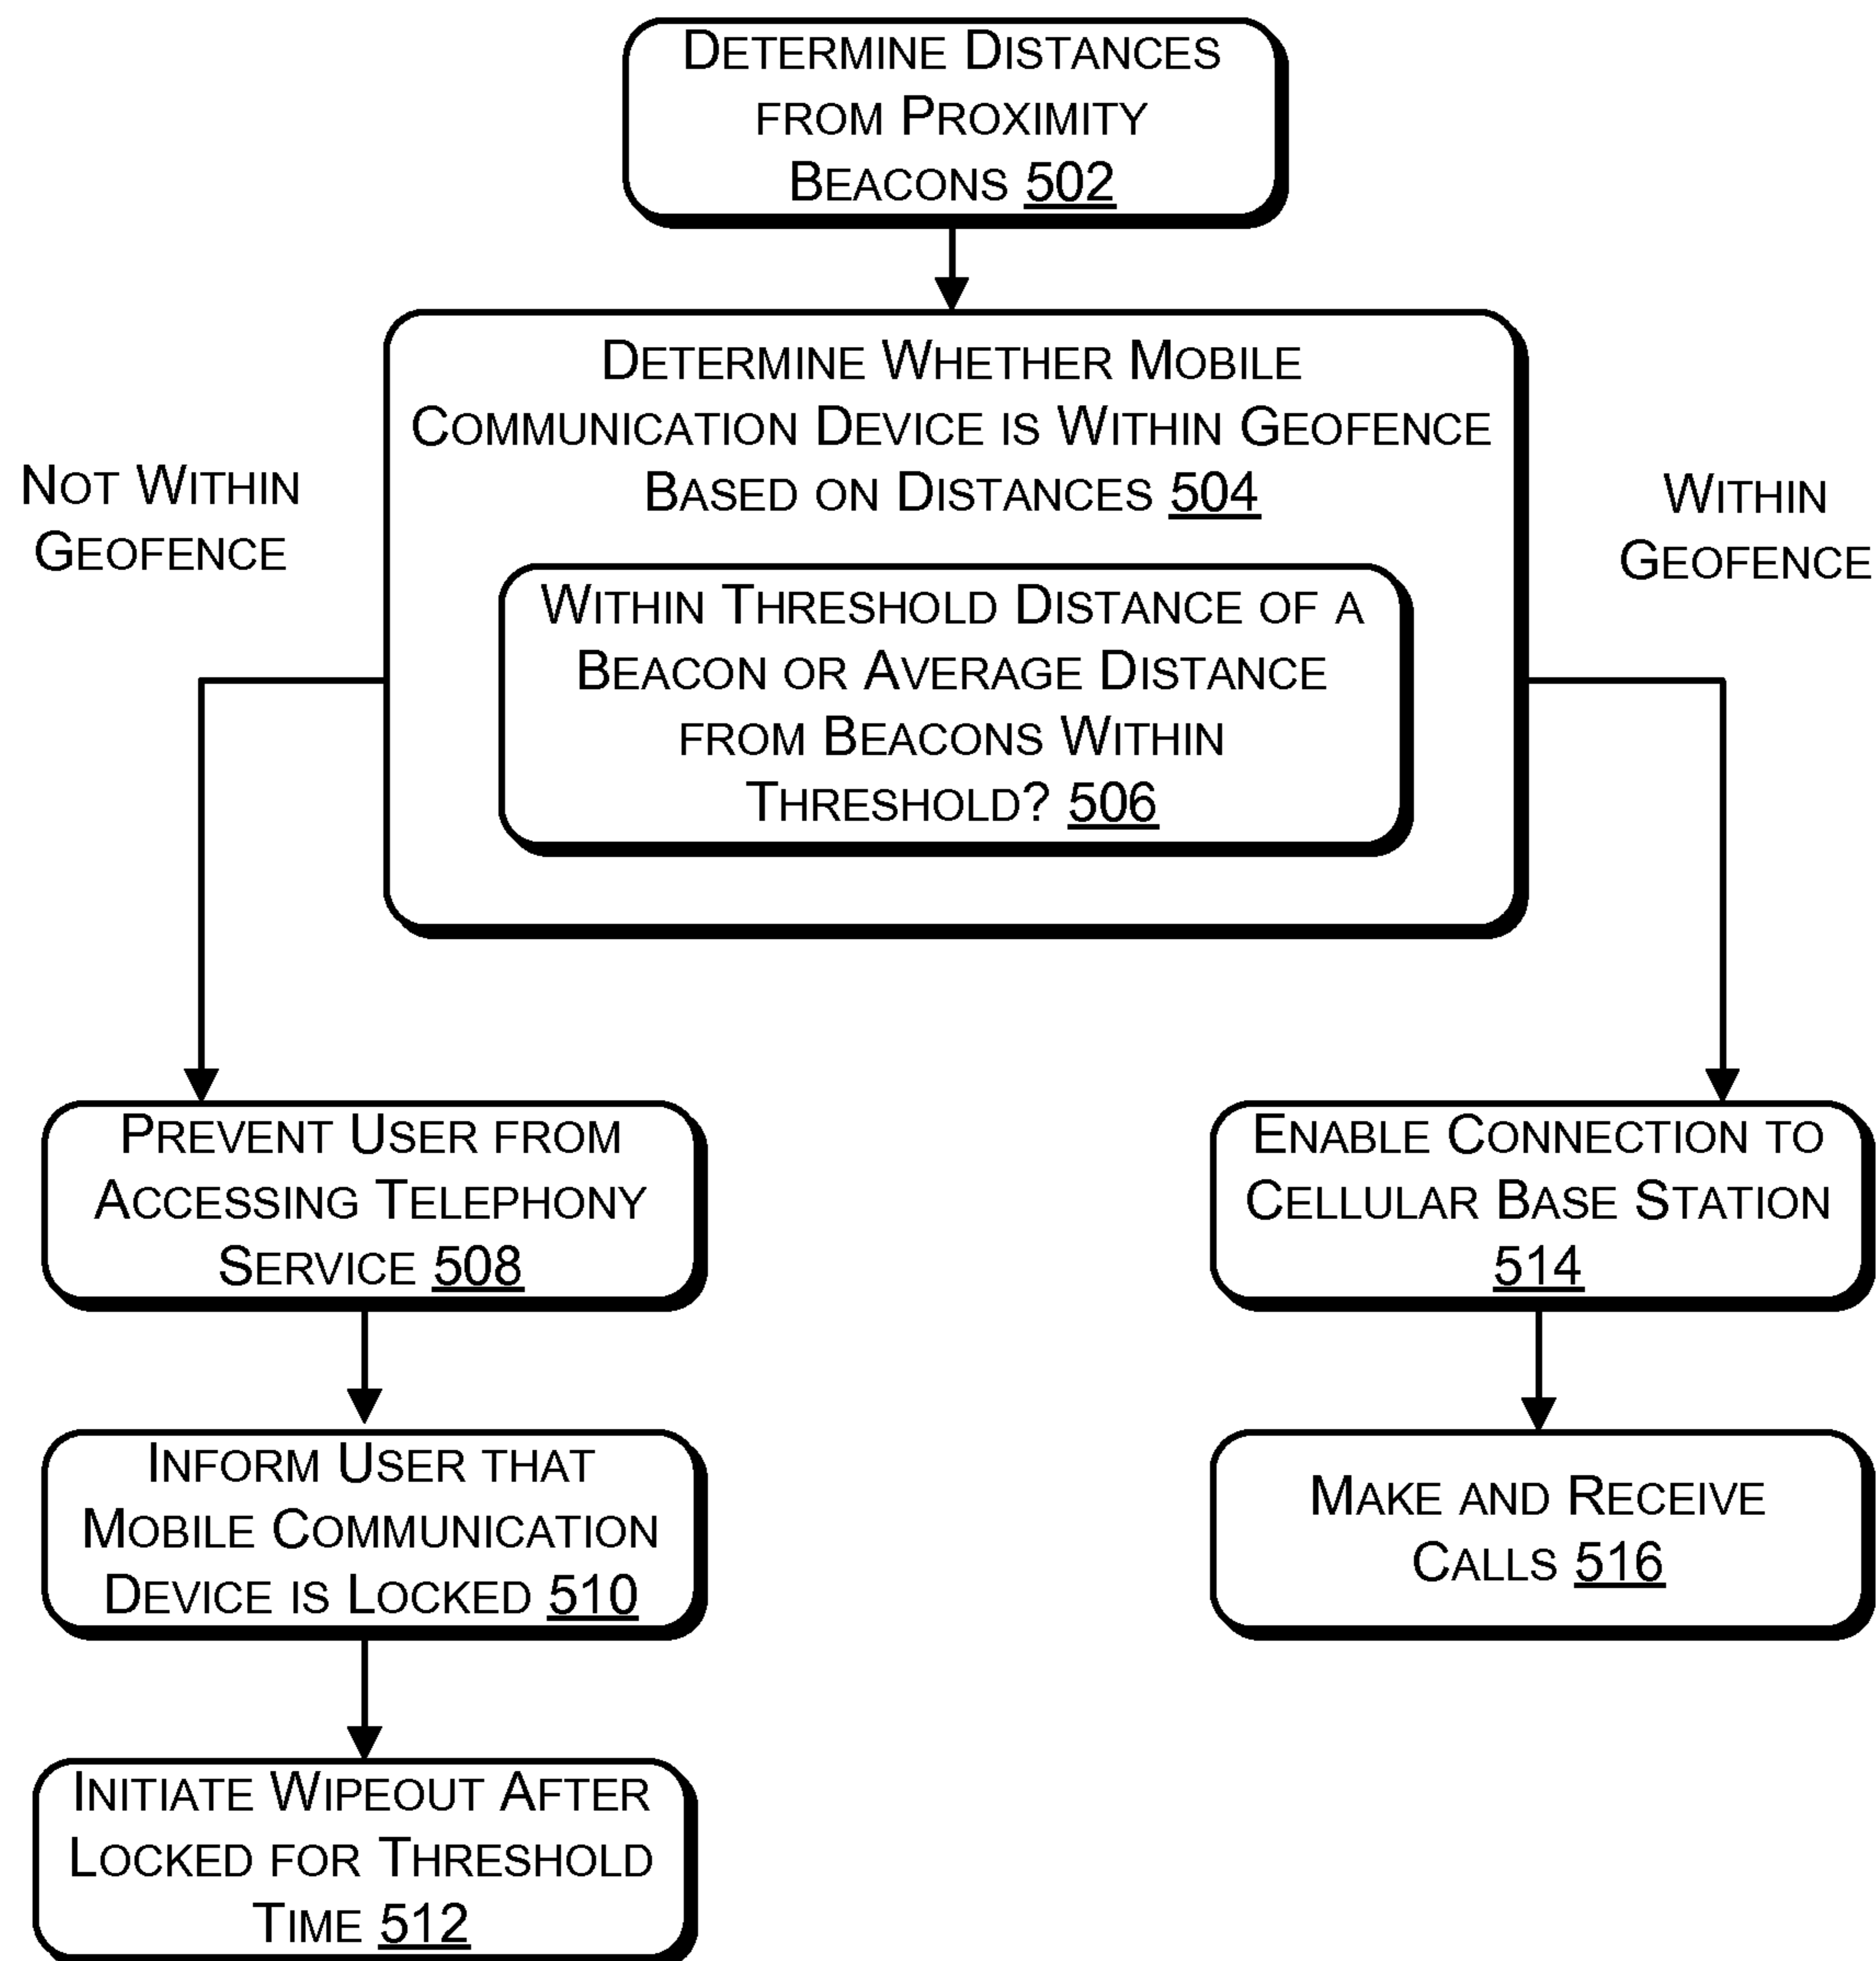 DETERMINE DISTANCES
FROM PROXIMITY
BEACONS 502
DETERMINE WHETHER MOBILE
COMMUNICATION DEVICE IS WITHIN GEOFENCE
BASED ON DISTANCES 504
NOT WITHIN
GEOFENCE
WITHIN
GEOFENCE
WITHIN THRESHOLD DISTANCE OF A
BEACON OR AVERAGE DISTANCE
FROM BEACONS WITHIN
THRESHOLD? 506
PREVENT USER FROM
ACCESSING TELEPHONY
SERVICE 508
ENABLE CONNECTION TO
CELLULAR BASE STATION
514
INFORM USER THAT
MOBILE COMMUNICATION
DEVICE IS LOCKED 510
MAKE AND RECEIVE
CALLS 516
INITIATE WIPEOUT AFTER
LOCKED FOR THRESHOLD
TIME 512